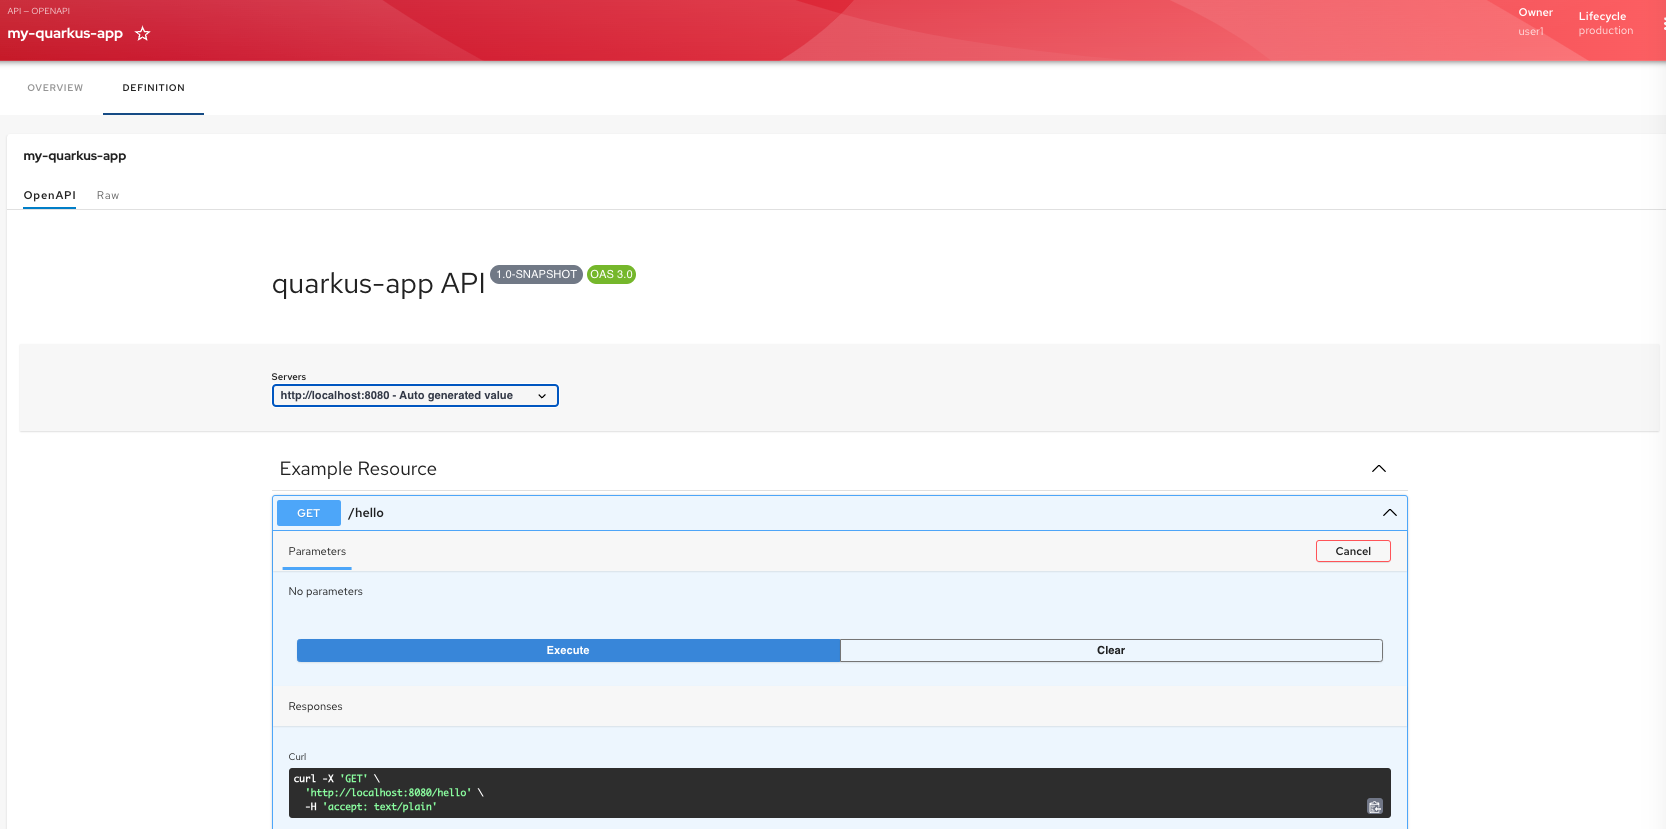 API — OPENAPI
my-quarkus-app
Owner
user1
Lifecycle
production
OVERVIEW
DEFINITION
my-quarkus-app
OpenAPI
Raw
quarkus-app API
1.0-SNAPSHOT
OAS 3.0
Servers
http://localhost:8080 - Auto generated value
Example Resource
GET
/hello
Parameters
Cancel
No parameters
Execute
Clear
Responses
Curl
curl -X 'GET' \
'http://localhost:8080/hello' \
-H 'accept: text/plain'